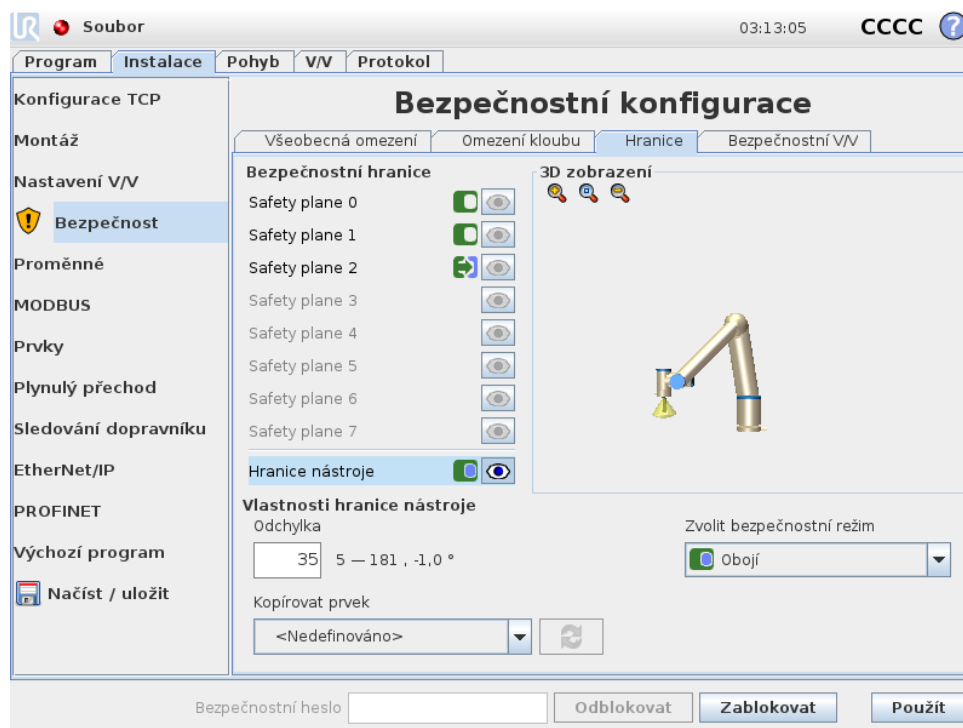 UR Soubor 03:13:05 CCCC ?
Program Instalace Pohyb V/V Protokol
Konfigurace TCP
Montáž
Nastavení V/V
Bezpečnost
Proměnné
MODBUS
Prvky
Plynulý přechod
Sledování dopravníku
EtherNet/IP
PROFINET
Výchozí program
Načíst / uložit
Bezpečnostní konfigurace
Všeobecná omezení Omezení kloubu Hranice Bezpečnostní V/V
Bezpečnostní hranice
Safety plane 0
Safety plane 1
Safety plane 2
Safety plane 3
Safety plane 4
Safety plane 5
Safety plane 6
Safety plane 7
Hranice nástroje
3D zobrazení
Vlastnosti hranice nástroje
Odchylka
35 5 — 181 , -1,0 °
Zvolit bezpečnostní režim
Obojí
Kopírovat prvek
<Nedefinováno>
Bezpečnostní heslo Odblokovat Zablokovat Použít